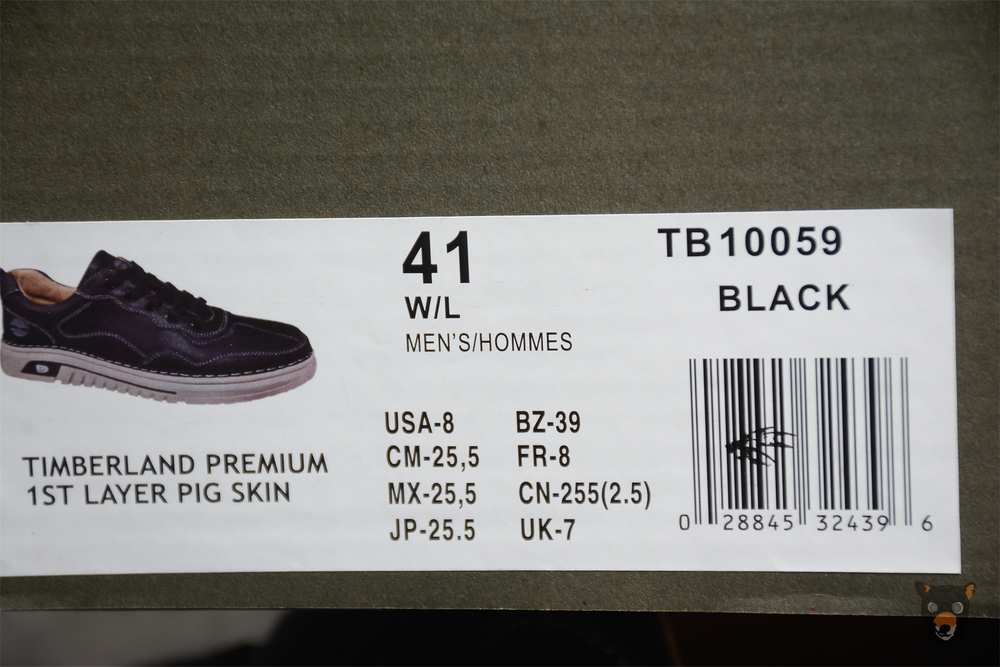 41
W/L
MEN'S/HOMMES
TB10059
BLACK
TIMBERLAND PREMIUM
1ST LAYER PIG SKIN
USA-8 BZ-39
CM-25,5 FR-8
MX-25,5 CN-255(2.5)
JP-25.5 UK-7
0 28845 32439 6